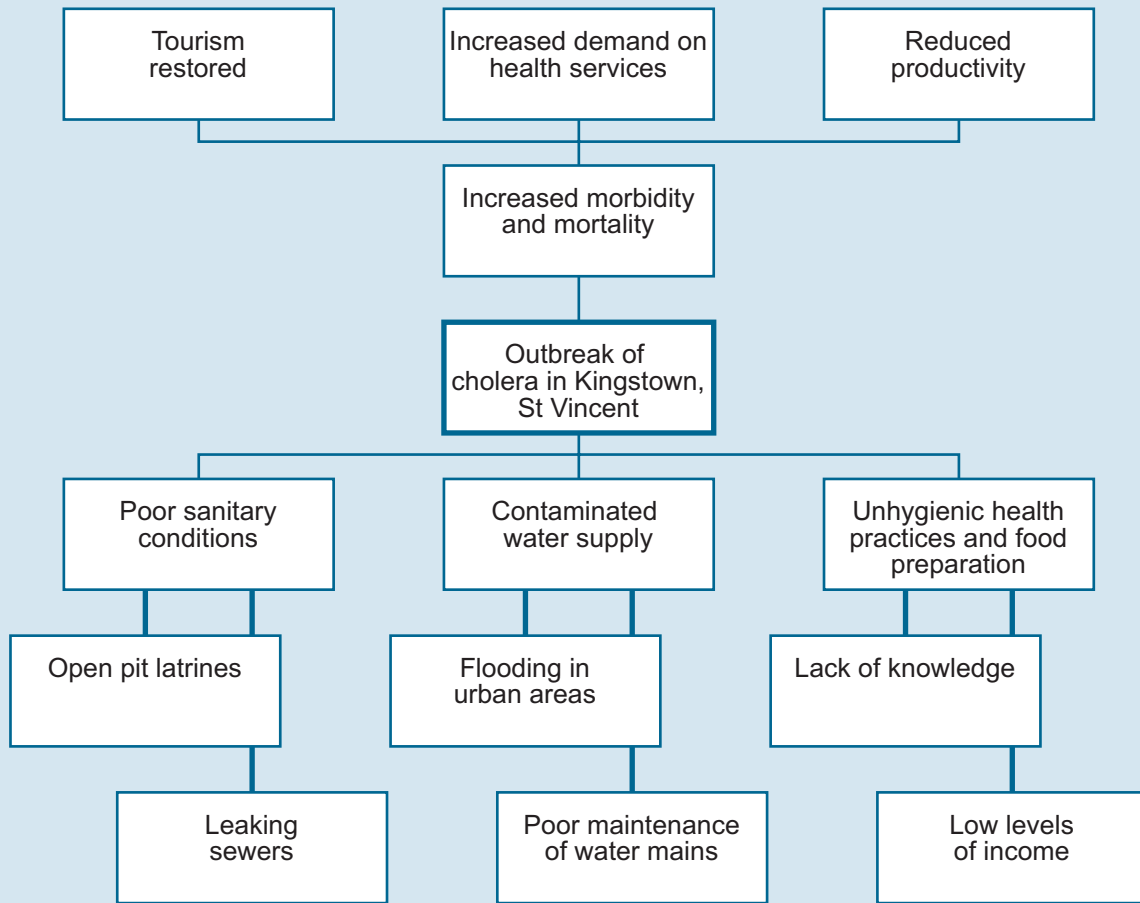 Tourism
restored
Increased demand on
health services
Reduced
productivity
Increased morbidity
and mortality
Outbreak of
cholera in Kingstown,
St Vincent
Poor sanitary
conditions
Contaminated
water supply
Unhygienic health
practices and food
preparation
Open pit latrines
Flooding in
urban areas
Lack of knowledge
Leaking
sewers
Poor maintenance
of water mains
Low levels
of income